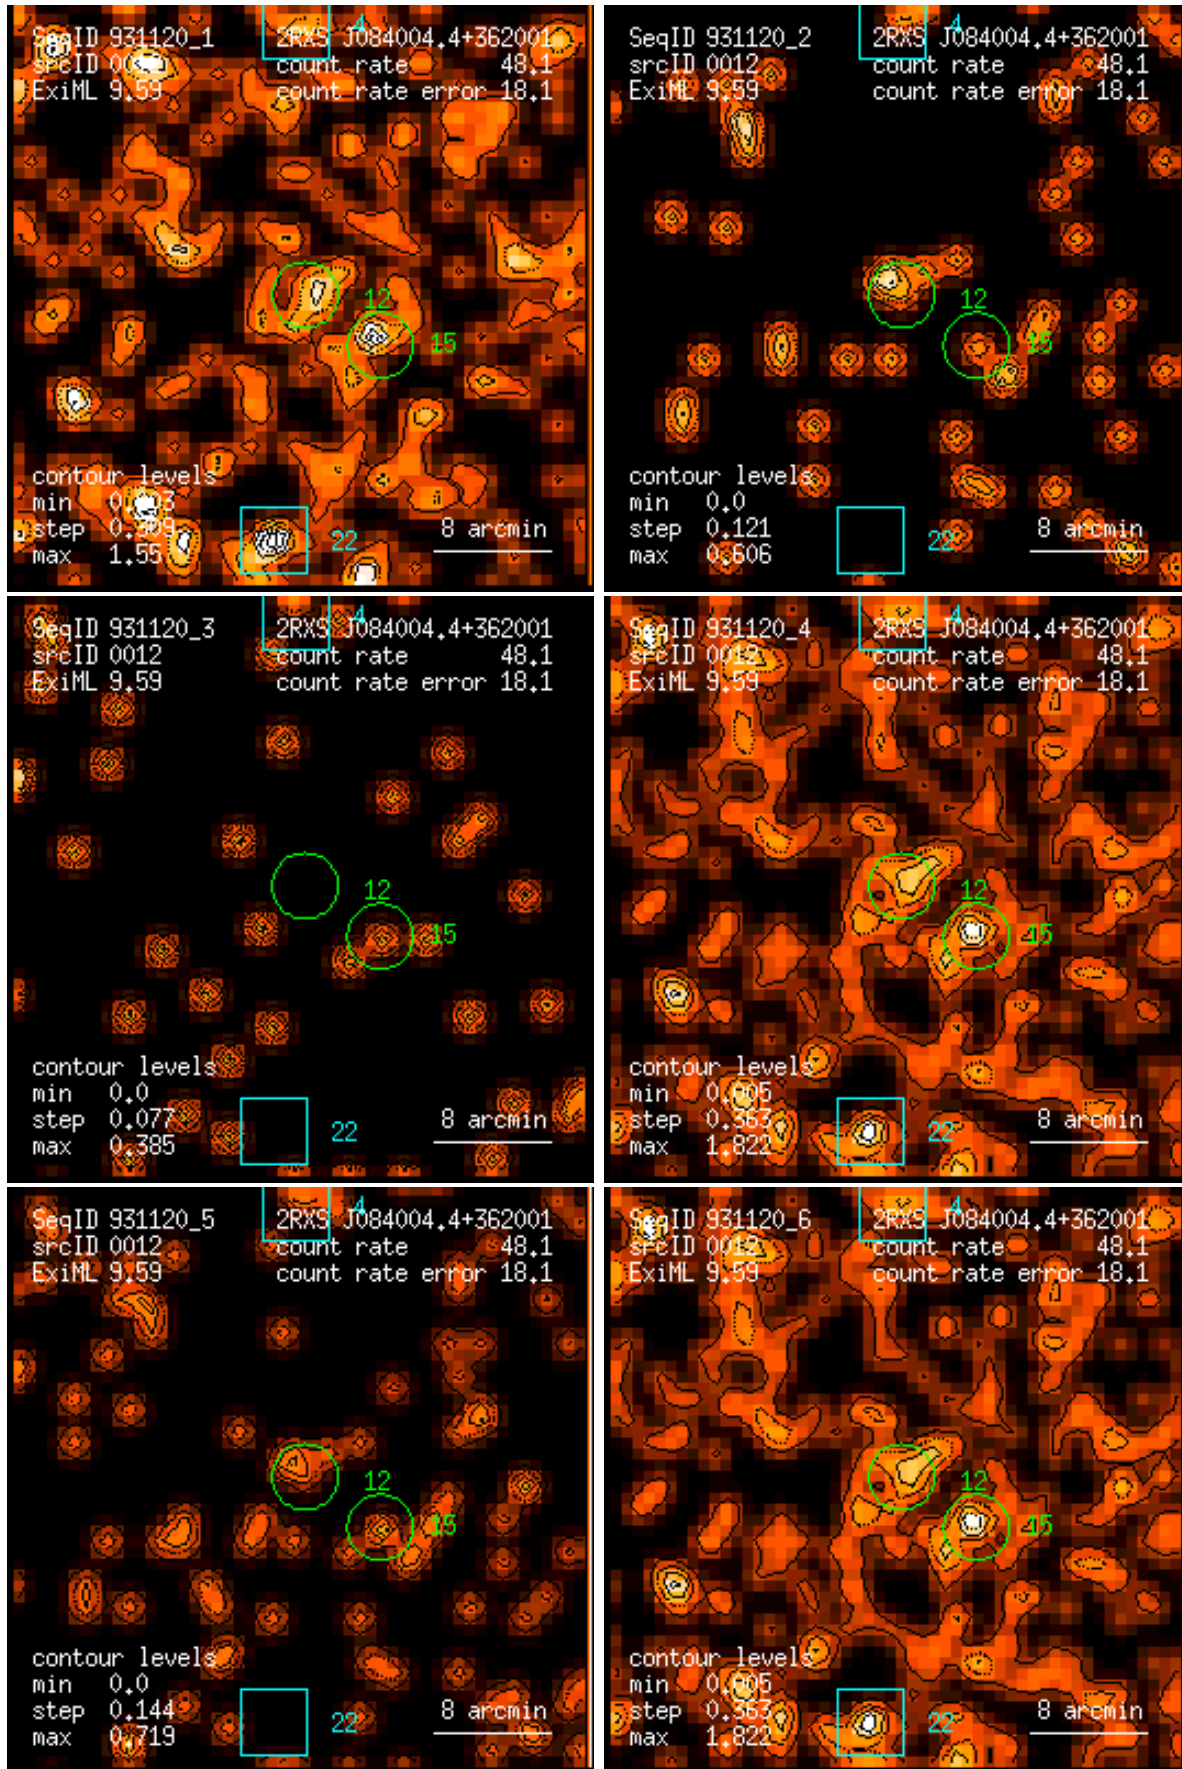 SeqID 931120_1 2RXS J084004.4+362001
4
srcID 0012 count rate 48.1
ExiML 9.59 count rate error 18.1
12
15
contour levels
min
step 0.309
max 1.55
22
8 arcmin
SeqID 931120_2 2RXS J084004.4+362001
4
srcID 0012 count rate 48.1
ExiML 9.59 count rate error 18.1
12
15
contour levels
min 0.0
step 0.121
max 0.606
22
8 arcmin
SeqID 931120_3 2RXS J084004.4+362001
4
srcID 0012 count rate 48.1
ExiML 9.59 count rate error 18.1
12
15
contour levels
min 0.0
step 0.077
max 0.385
22
8 arcmin
SeqID 931120_4 2RXS J084004.4+362001
4
srcID 0012 count rate 48.1
ExiML 9.59 count rate error 18.1
12
15
contour levels
min 0.005
step 0.363
max 1.822
22
8 arcmin
SeqID 931120_5 2RXS J084004.4+362001
4
srcID 0012 count rate 48.1
ExiML 9.59 count rate error 18.1
12
15
contour levels
min 0.0
step 0.144
max 0.719
22
8 arcmin
SeqID 931120_6 2RXS J084004.4+362001
4
srcID 0012 count rate 48.1
ExiML 9.59 count rate error 18.1
12
15
contour levels
min 0.005
step 0.363
max 1.822
22
8 arcmin